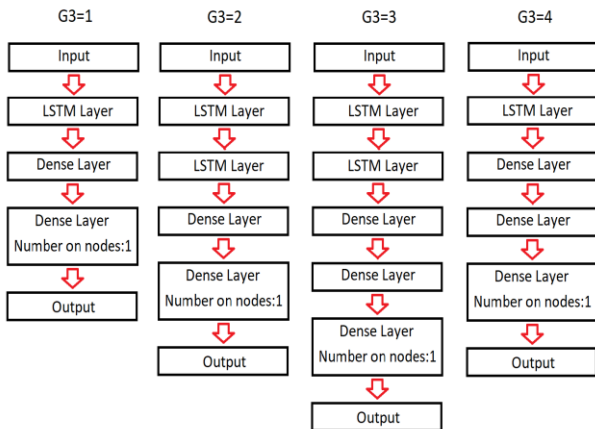 G3=1
Input
LSTM Layer
Dense Layer
Dense Layer
Number on nodes:1
Output
G3=2
Input
LSTM Layer
LSTM Layer
Dense Layer
Dense Layer
Number on nodes:1
Output
G3=3
Input
LSTM Layer
LSTM Layer
Dense Layer
Dense Layer
Dense Layer
Number on nodes:1
Output
G3=4
Input
LSTM Layer
Dense Layer
Dense Layer
Dense Layer
Number on nodes:1
Output